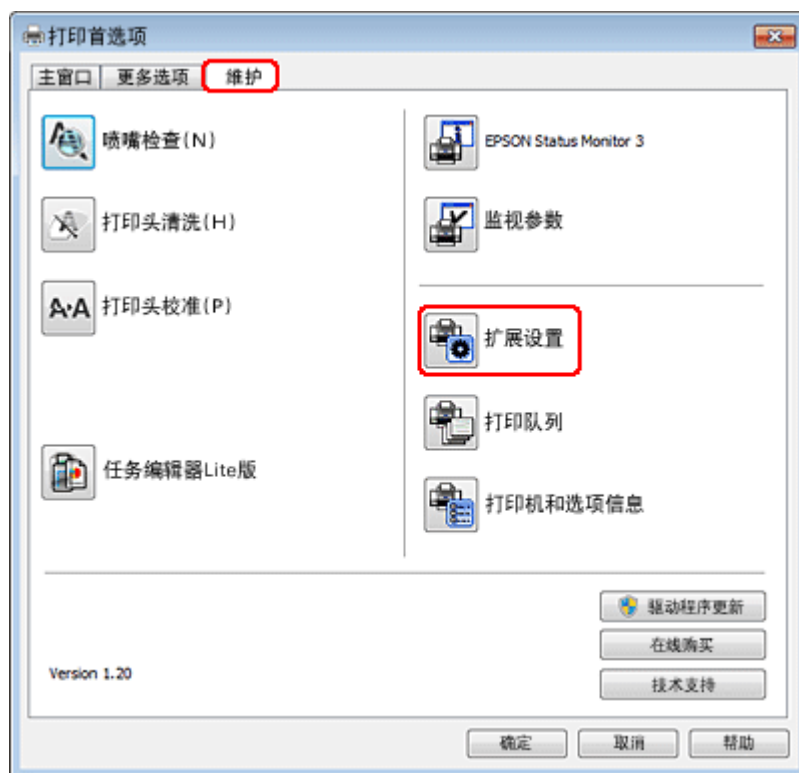 打印首选项
主窗口 更多选项 维护
喷嘴检查(N)
打印头清洗(H)
A·A 打印头校准(P)
任务编辑器Lite版
EPSON Status Monitor 3
监视参数
扩展设置
打印队列
打印机和选项信息
驱动程序更新
在线购买
技术支持
Version 1.20
确定 取消 帮助